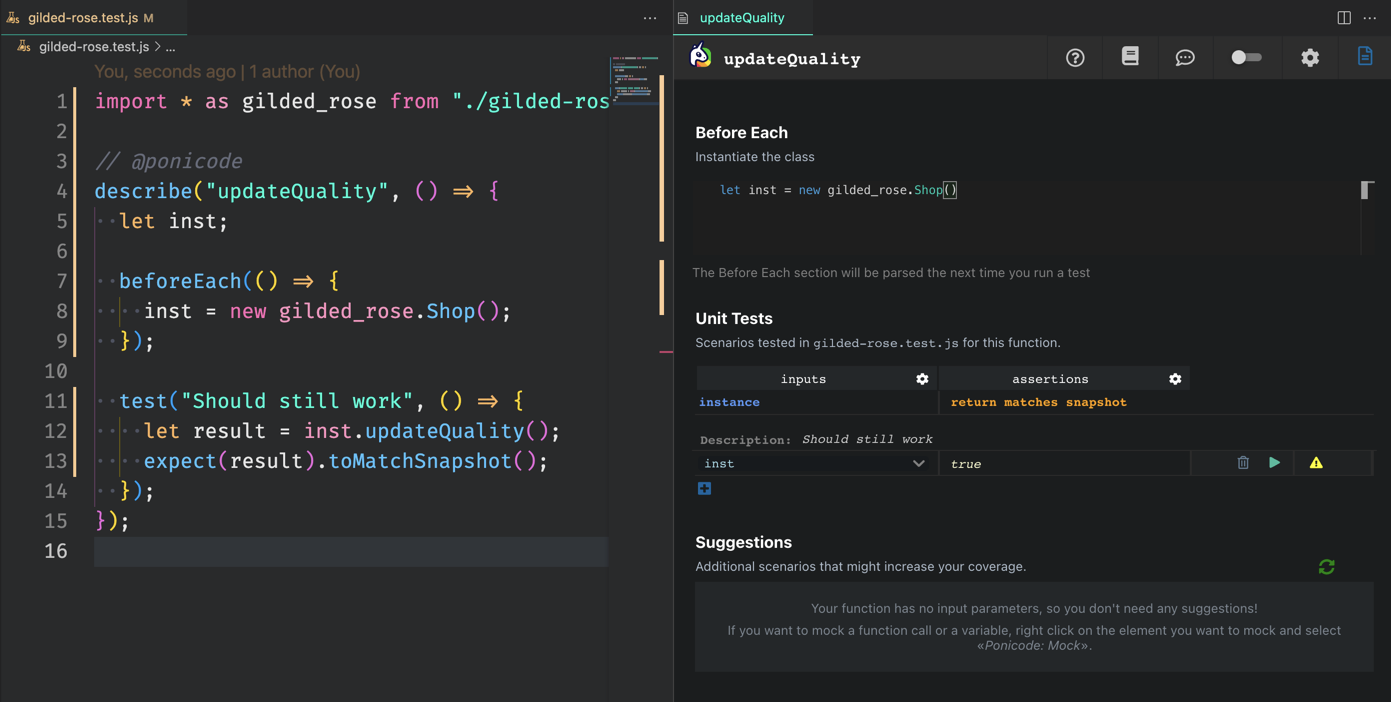 gilded-rose.test.js M
gilded-rose.test.js > ...
You, seconds ago | 1 author (You)
1 import * as gilded_rose from "./gilded-ros
2
3 // @ponicode
4 describe("updateQuality", () => {
5 let inst;
6
7 beforeEach(() => {
8 inst = new gilded_rose.Shop();
9 });
10
11 test("Should still work", () => {
12 let result = inst.updateQuality();
13 expect(result).toMatchSnapshot();
14 });
15 });
16
updateQuality
updateQuality
Before Each
Instantiate the class
let inst = new gilded_rose.Shop()
The Before Each section will be parsed the next time you run a test
Unit Tests
Scenarios tested in gilded-rose.test.js for this function.
inputs assertions
instance return matches snapshot
Description: Should still work
inst true
Suggestions
Additional scenarios that might increase your coverage.
Your function has no input parameters, so you don't need any suggestions!
If you want to mock a function call or a variable, right click on the element you want to mock and select
«Ponicode: Mock».